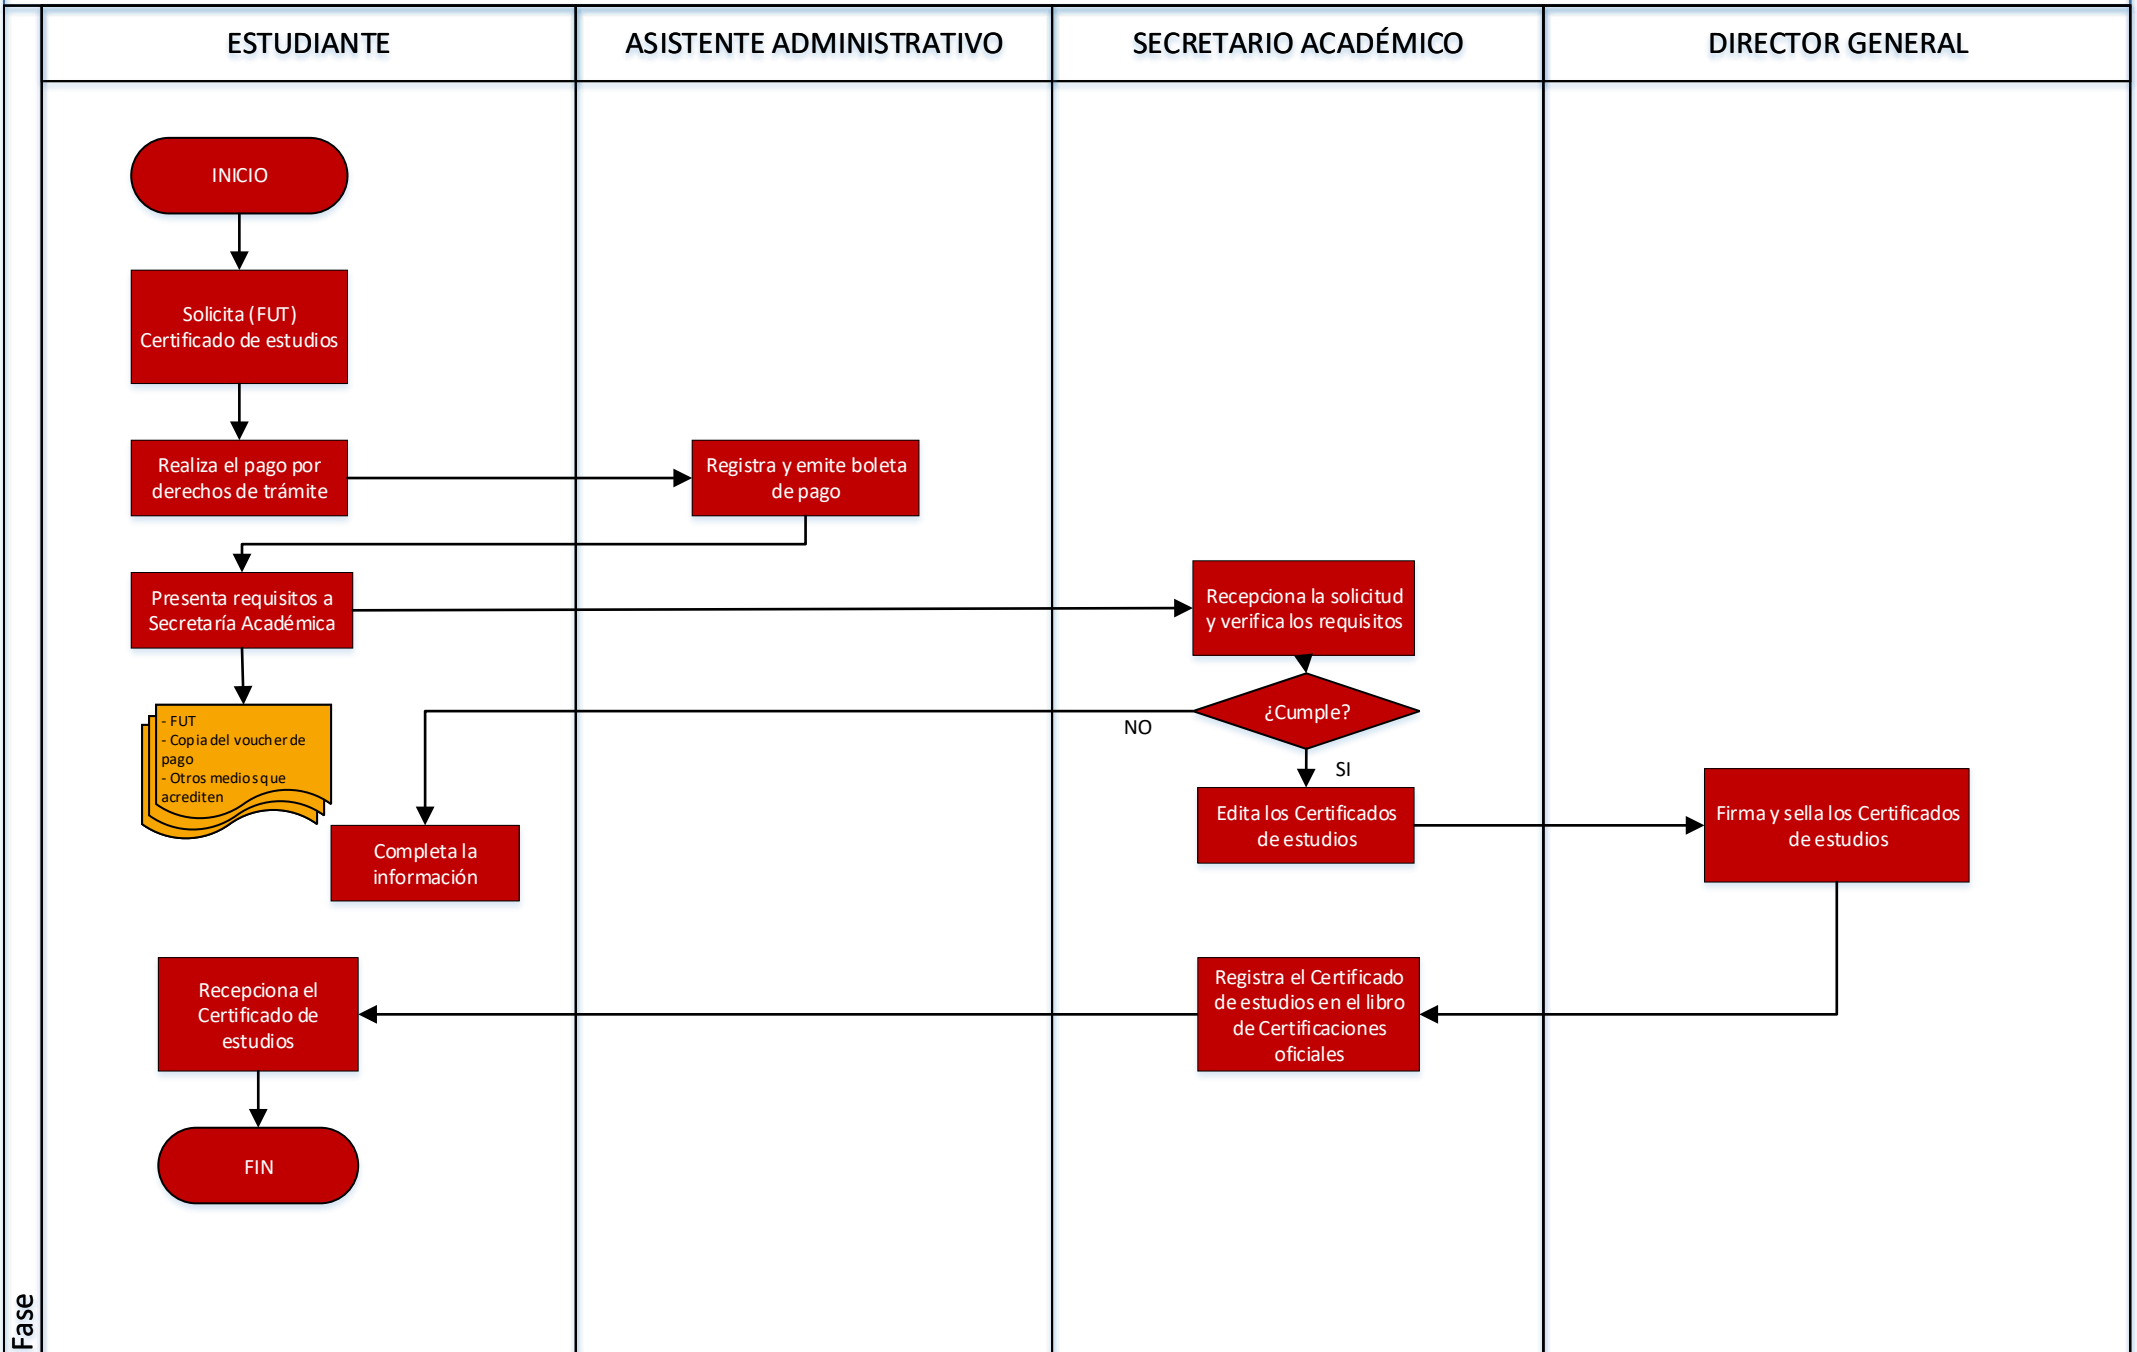 ESTUDIANTE
ASISTENTE ADMINISTRATIVO
SECRETARIO ACADÉMICO
DIRECTOR GENERAL
INICIO
Solicita (FUT)
Certificado de estudios
Realiza el pago por
derechos de trámite
Registra y emite boleta
de pago
Presenta requisitos a
Secretaría Académica
Recepciona la solicitud
y verifica los requisitos
- FUT
- Copia del voucher de
pago
- Otros medios que
acrediten
¿Cumple?
NO
SI
Completa la
información
Edita los Certificados
de estudios
Firma y sella los Certificados
de estudios
Registra el Certificado
de estudios en el libro
de Certificaciones
oficiales
Recepciona el
Certificado de
estudios
FIN
Fase